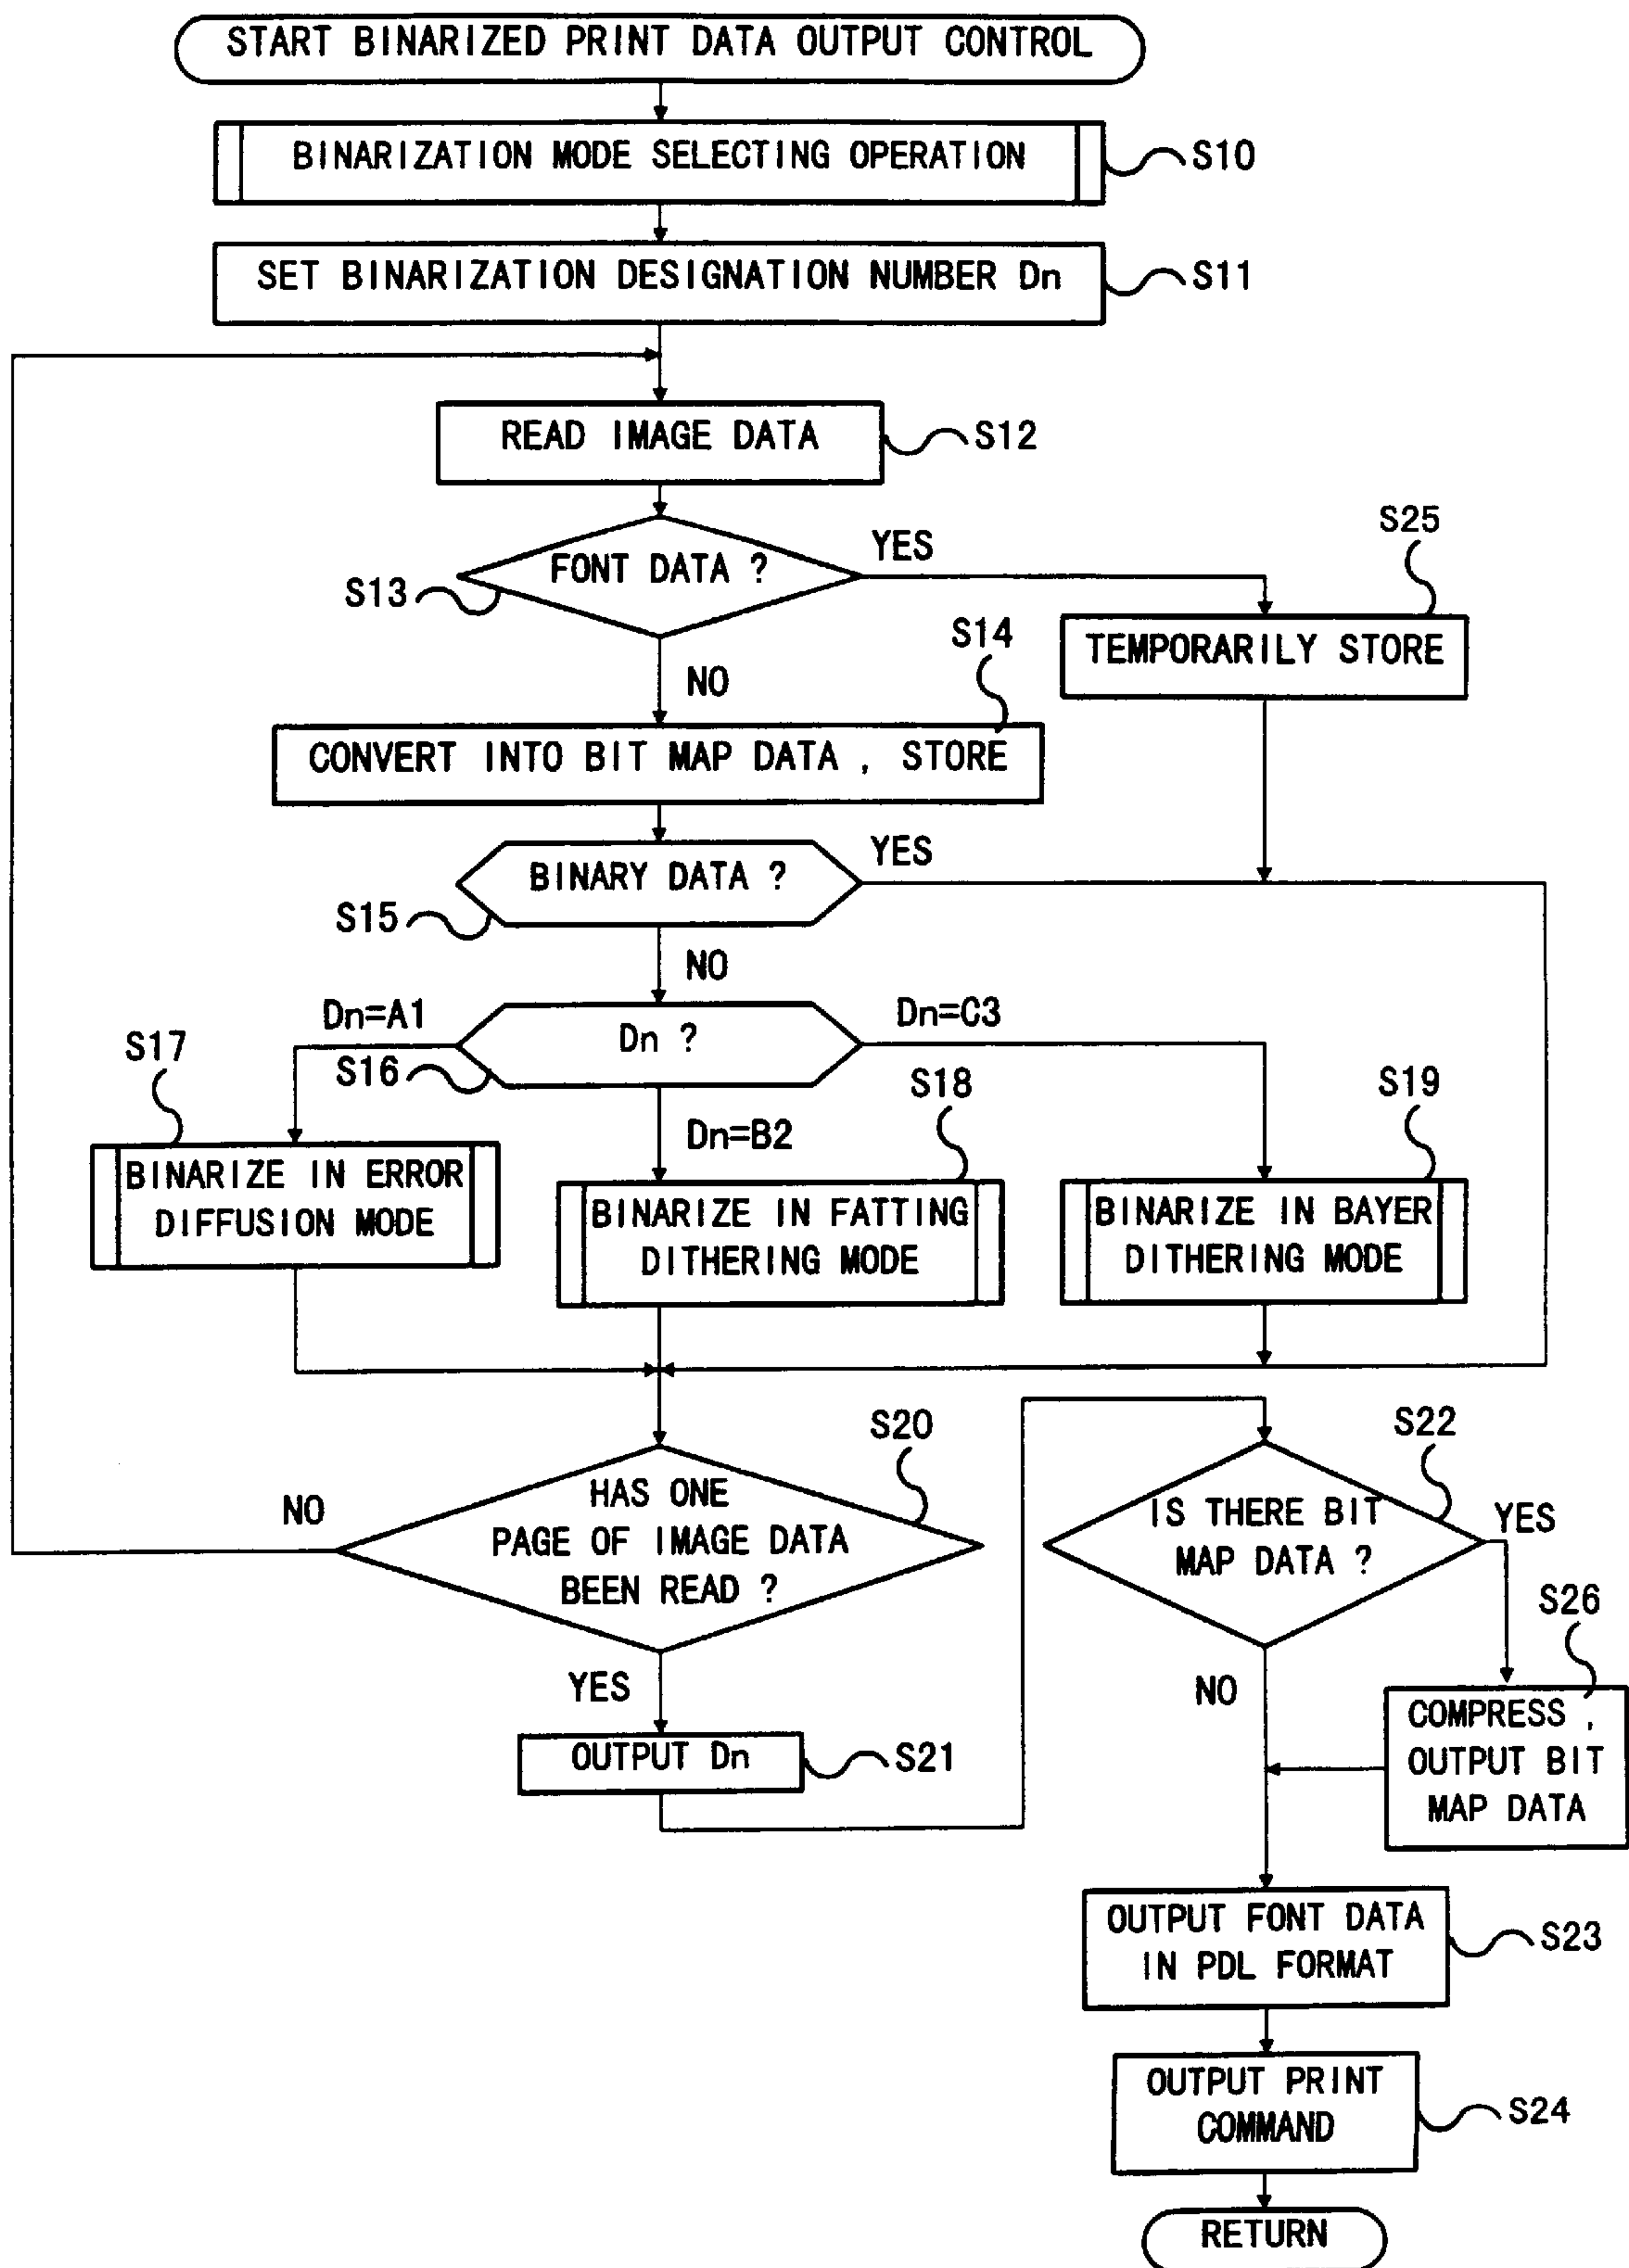 START BINARIZED PRINT DATA OUTPUT CONTROL
BINARIZATION MODE SELECTING OPERATION
S10
SET BINARIZATION DESIGNATION NUMBER Dn
S11
READ IMAGE DATA
S12
FONT DATA ?
S13
YES
NO
S25
TEMPORARILY STORE
S14
CONVERT INTO BIT MAP DATA , STORE
BINARY DATA ?
S15
YES
NO
Dn ?
S16
Dn=A1
Dn=B2
Dn=C3
S17
BINARIZE IN ERROR
DIFFUSION MODE
S18
BINARIZE IN FATTING
DITHERING MODE
S19
BINARIZE IN BAYER
DITHERING MODE
S20
HAS ONE
PAGE OF IMAGE DATA
BEEN READ ?
NO
YES
OUTPUT Dn
S21
S22
IS THERE BIT
MAP DATA ?
YES
NO
S26
COMPRESS ,
OUTPUT BIT
MAP DATA
OUTPUT FONT DATA
IN PDL FORMAT
S23
OUTPUT PRINT
COMMAND
S24
RETURN